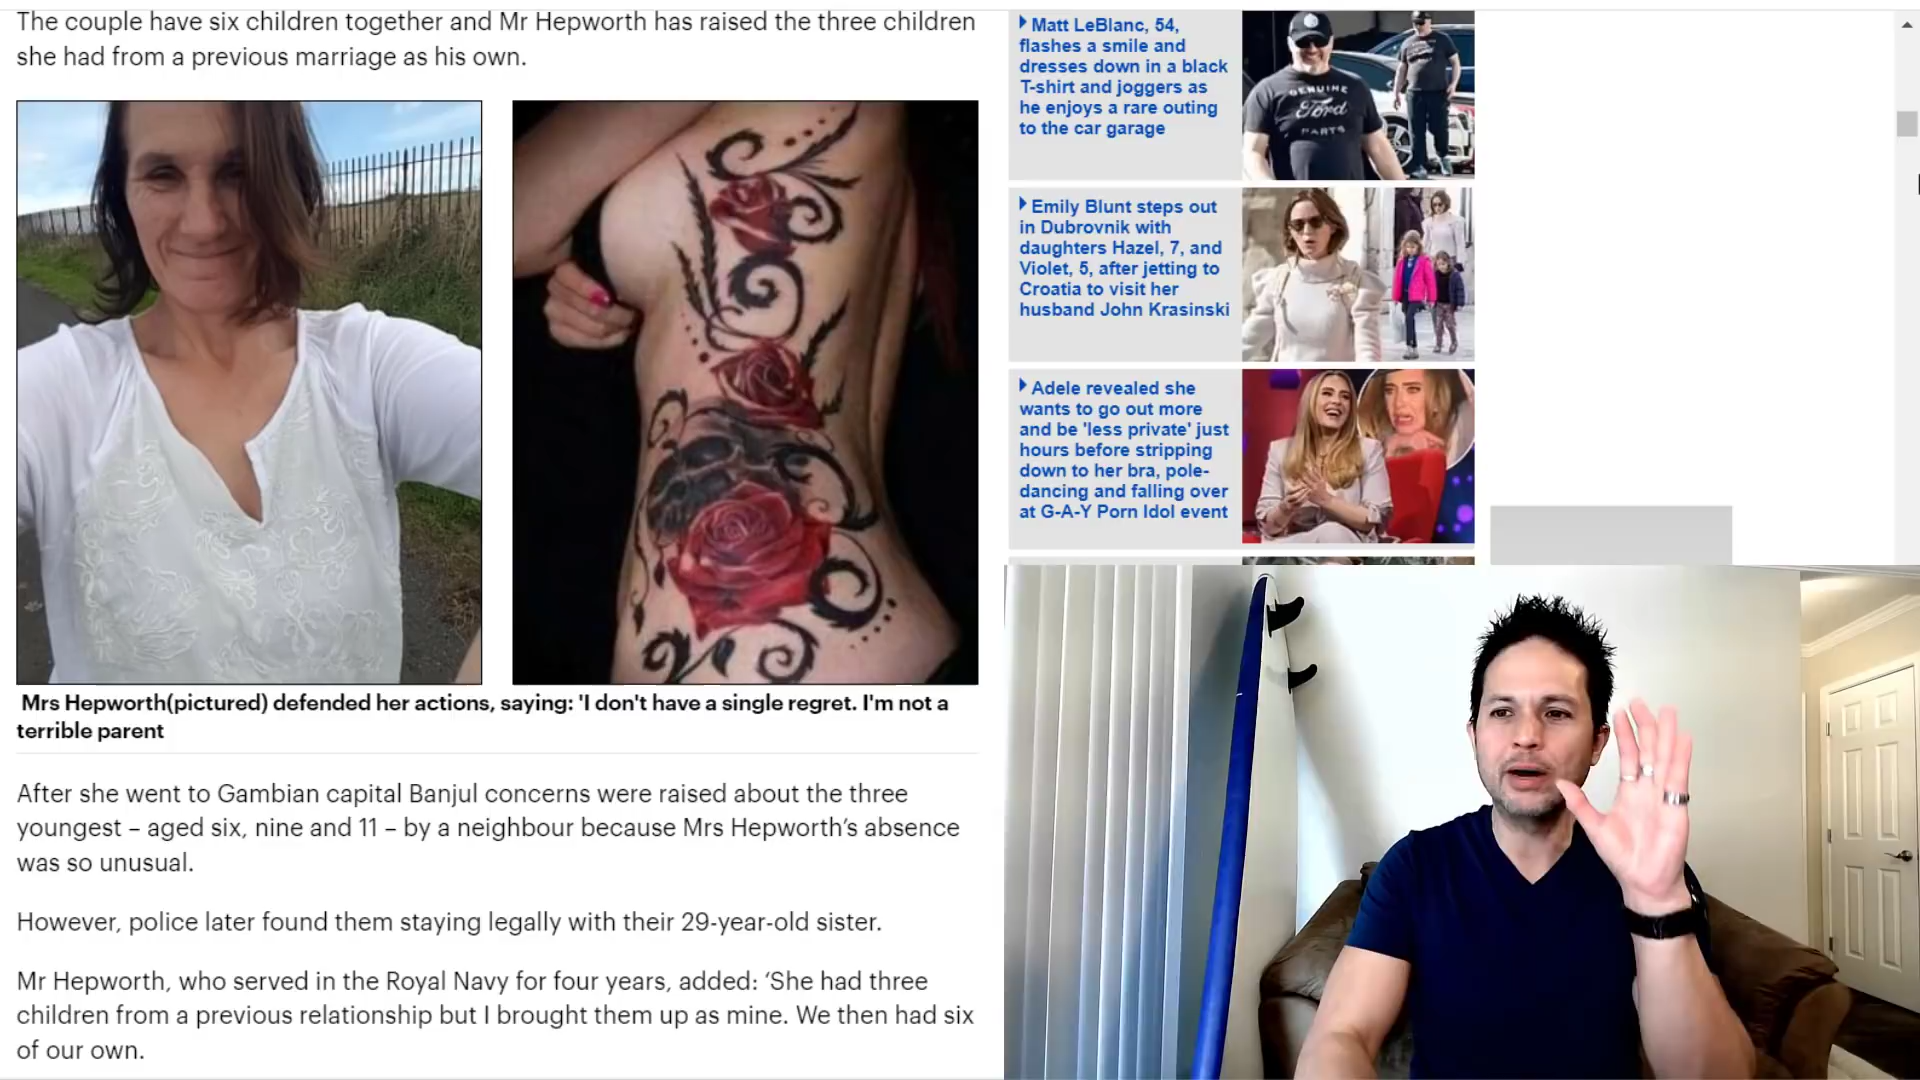 The couple have six children together and Mr Hepworth has raised the three children
she had from a previous marriage as his own.
Mrs Hepworth(pictured) defended her actions, saying: 'I don't have a single regret. I'm not a
terrible parent
After she went to Gambian capital Banjul concerns were raised about the three
youngest – aged six, nine and 11 – by a neighbour because Mrs Hepworth's absence
was so unusual.
However, police later found them staying legally with their 29-year-old sister.
Mr Hepworth, who served in the Royal Navy for four years, added: 'She had three
children from a previous relationship but I brought them up as mine. We then had six
of our own.
Matt LeBlanc, 54,
flashes a smile and
dresses down in a black
T-shirt and joggers as
he enjoys a rare outing
to the car garage
GENUINE
Ford
PARTS
Emily Blunt steps out
in Dubrovnik with
daughters Hazel, 7, and
Violet, 5, after jetting to
Croatia to visit her
husband John Krasinski
Adele revealed she
wants to go out more
and be 'less private' just
hours before stripping
down to her bra, pole-
dancing and falling over
at G-A-Y Porn Idol event